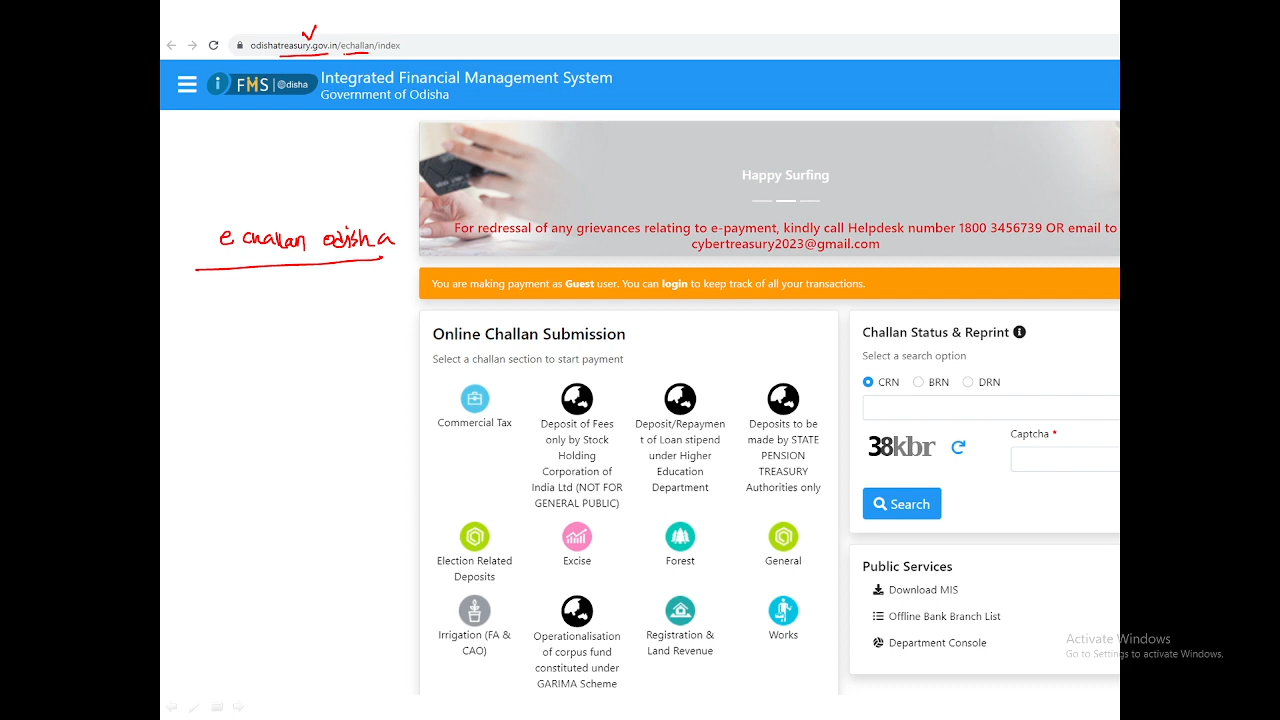 odishatreasury.gov.in/echallan/index
i FMS @disha
Integrated Financial Management System
Government of Odisha
Happy Surfing
For redressal of any grievances relating to e-payment, kindly call Helpdesk number 1800 3456739 OR email to
cybertreasury2023@gmail.com
e challan odisha
You are making payment as Guest user. You can login to keep track of all your transactions.
Online Challan Submission
Select a challan section to start payment
Commercial Tax
Deposit of Fees
only by Stock
Holding
Corporation of
India Ltd (NOT FOR
GENERAL PUBLIC)
Deposit/Repaymen
t of Loan stipend
under Higher
Education
Department
Deposits to be
made by STATE
PENSION
TREASURY
Authorities only
Election Related
Deposits
Excise
Forest
General
Irrigation (FA &
CAO)
Operationalisation
of corpus fund
constituted under
GARIMA Scheme
Registration &
Land Revenue
Works
Challan Status & Reprint
Select a search option
CRN BRN DRN
Captcha *
38kbr
Search
Public Services
Download MIS
Offline Bank Branch List
Department Console
Activate Windows
Go to Settings to activate Windows.